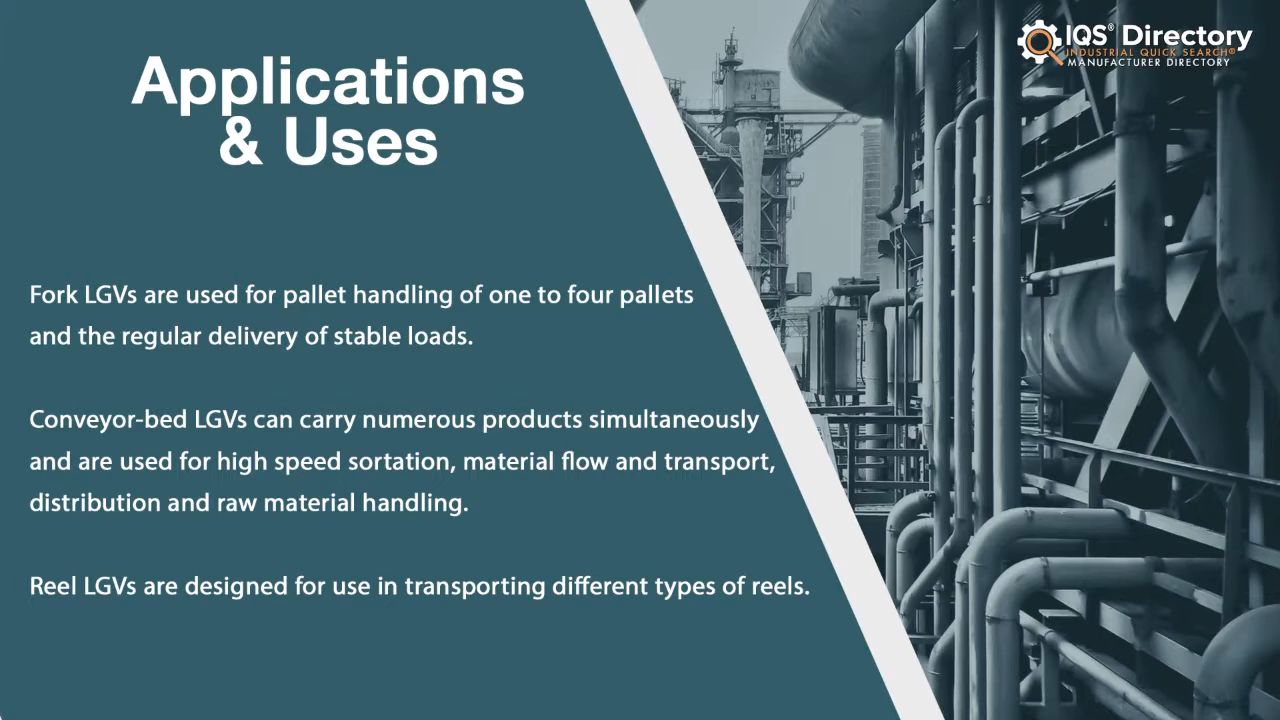 Applications
& Uses
IQS® Directory
INDUSTRIAL QUICK SEARCH®
MANUFACTURER DIRECTORY
Fork LGVs are used for pallet handling of one to four pallets
and the regular delivery of stable loads.
Conveyor-bed LGVs can carry numerous products simultaneously
and are used for high speed sortation, material flow and transport,
distribution and raw material handling.
Reel LGVs are designed for use in transporting different types of reels.